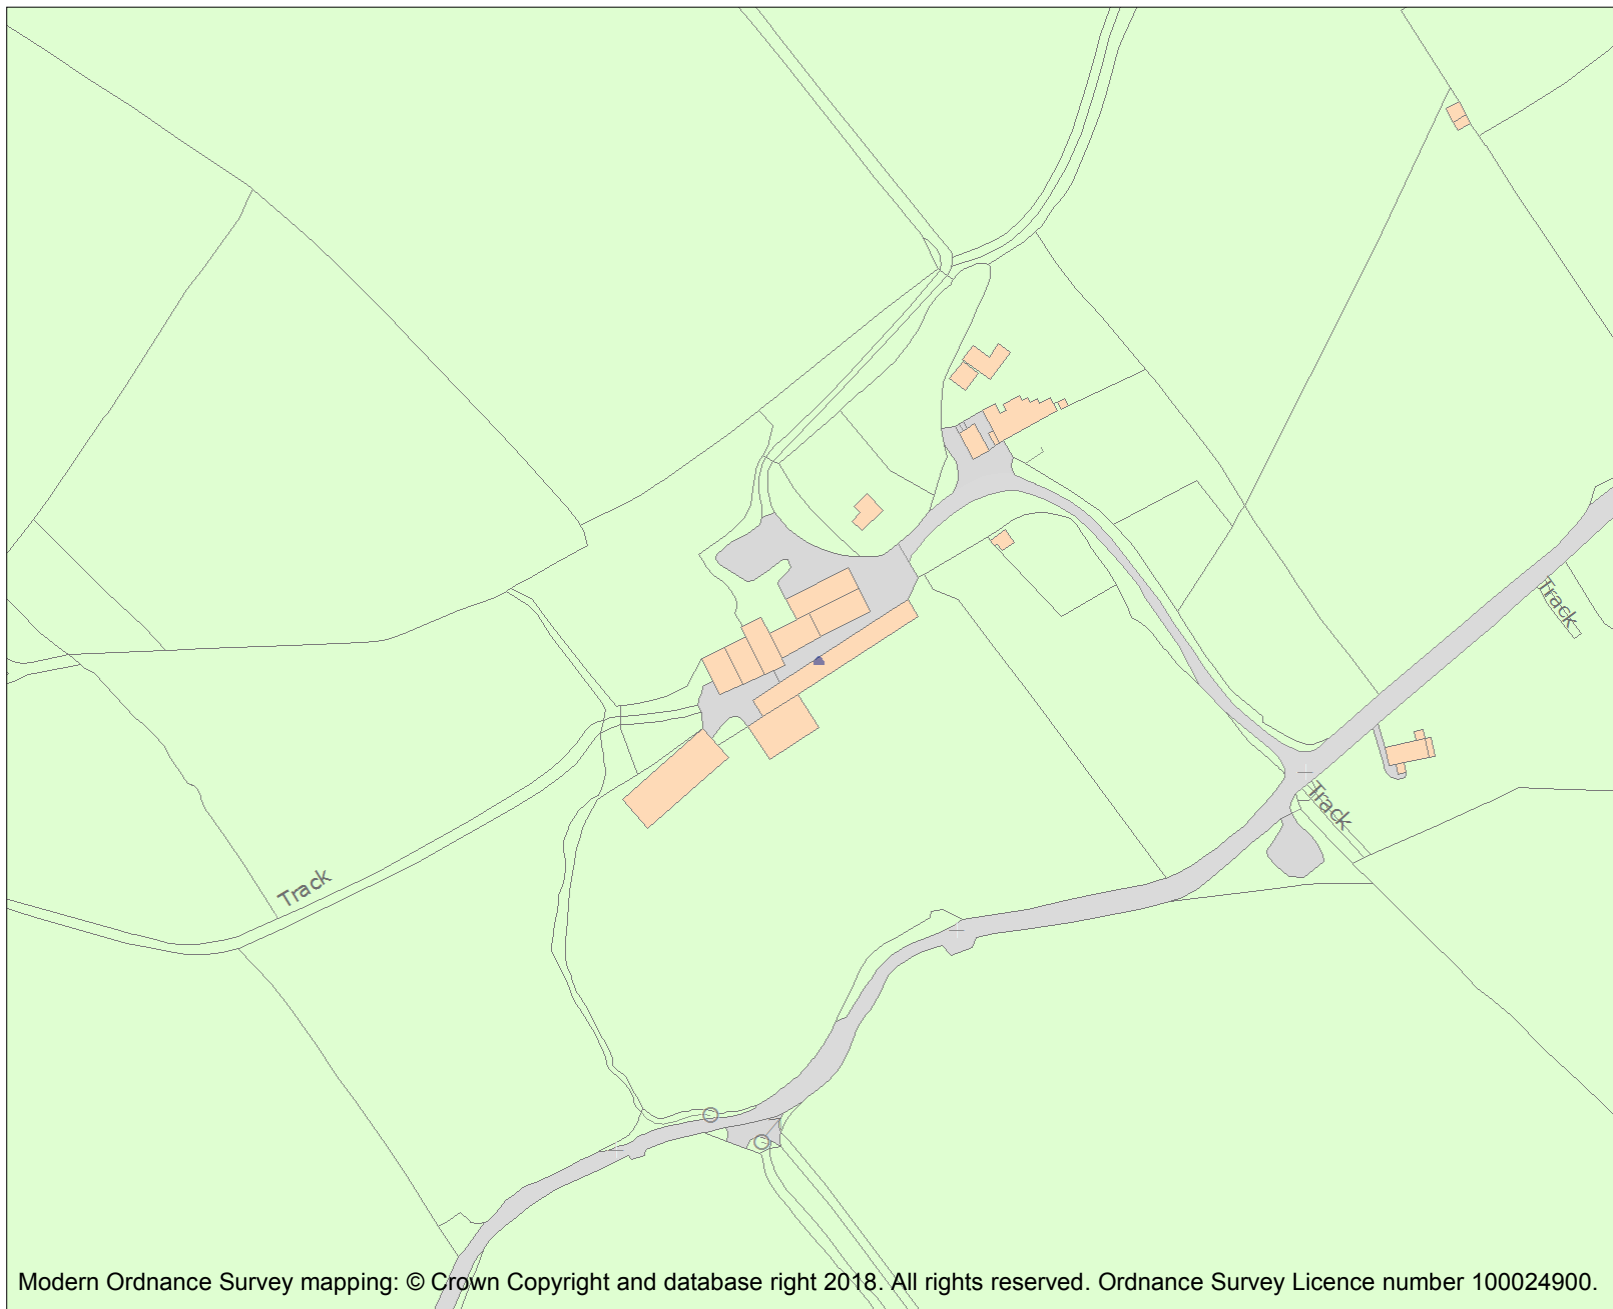 Track
Track
Track
Modern Ordnance Survey mapping: © Crown Copyright and database right 2018. All rights reserved. Ordnance Survey Licence number 100024900.